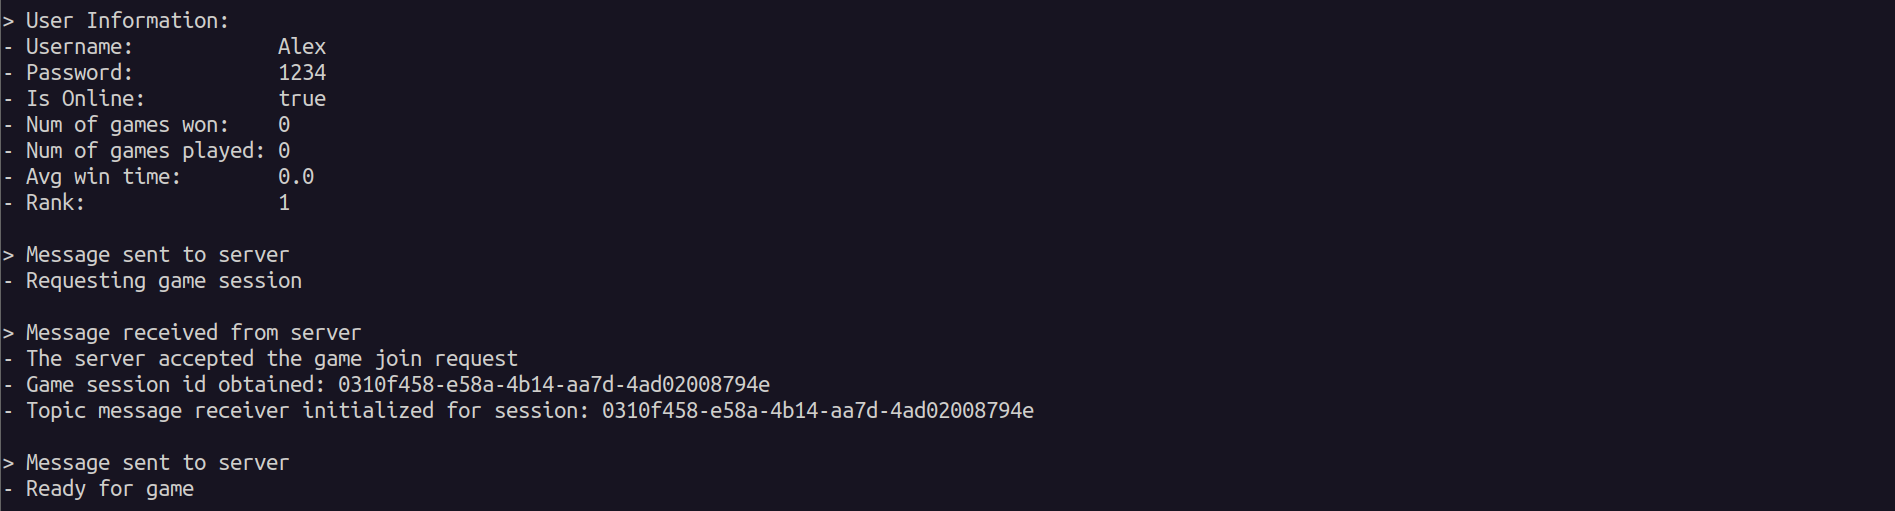 > User Information:
- Username:            Alex
- Password:            1234
- Is Online:           true
- Num of games won:    0
- Num of games played: 0
- Avg win time:        0.0
- Rank:                1

> Message sent to server
- Requesting game session

> Message received from server
- The server accepted the game join request
- Game session id obtained: 0310f458-e58a-4b14-aa7d-4ad02008794e
- Topic message receiver initialized for session: 0310f458-e58a-4b14-aa7d-4ad02008794e

> Message sent to server
- Ready for game